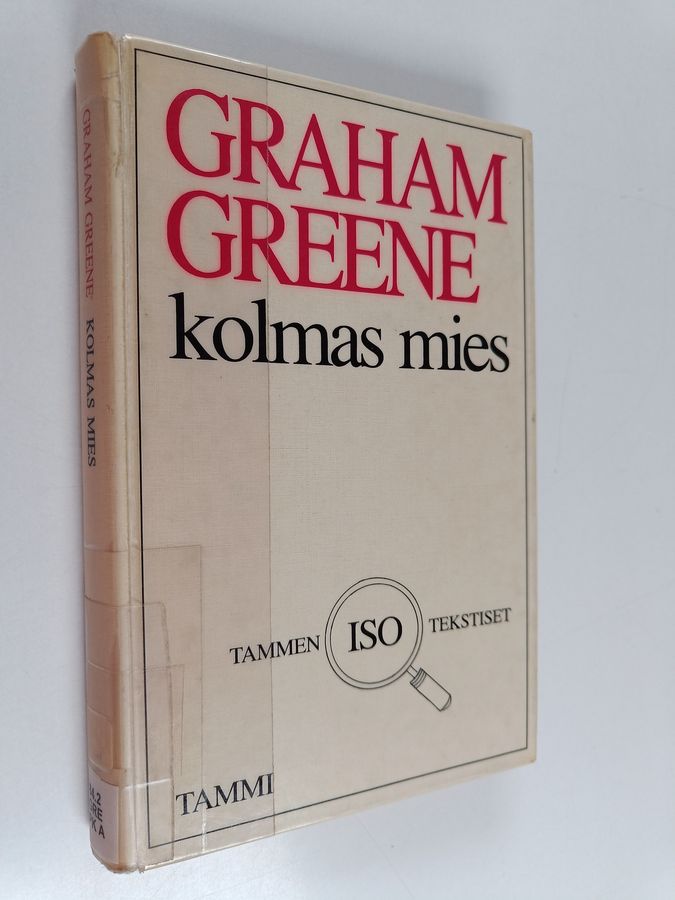 GRAHAM
GREENE
kolmas mies
TAMMEN ISO TEKSTISET
TAMMI
GRAHAM GREENE KOLMAS MIES